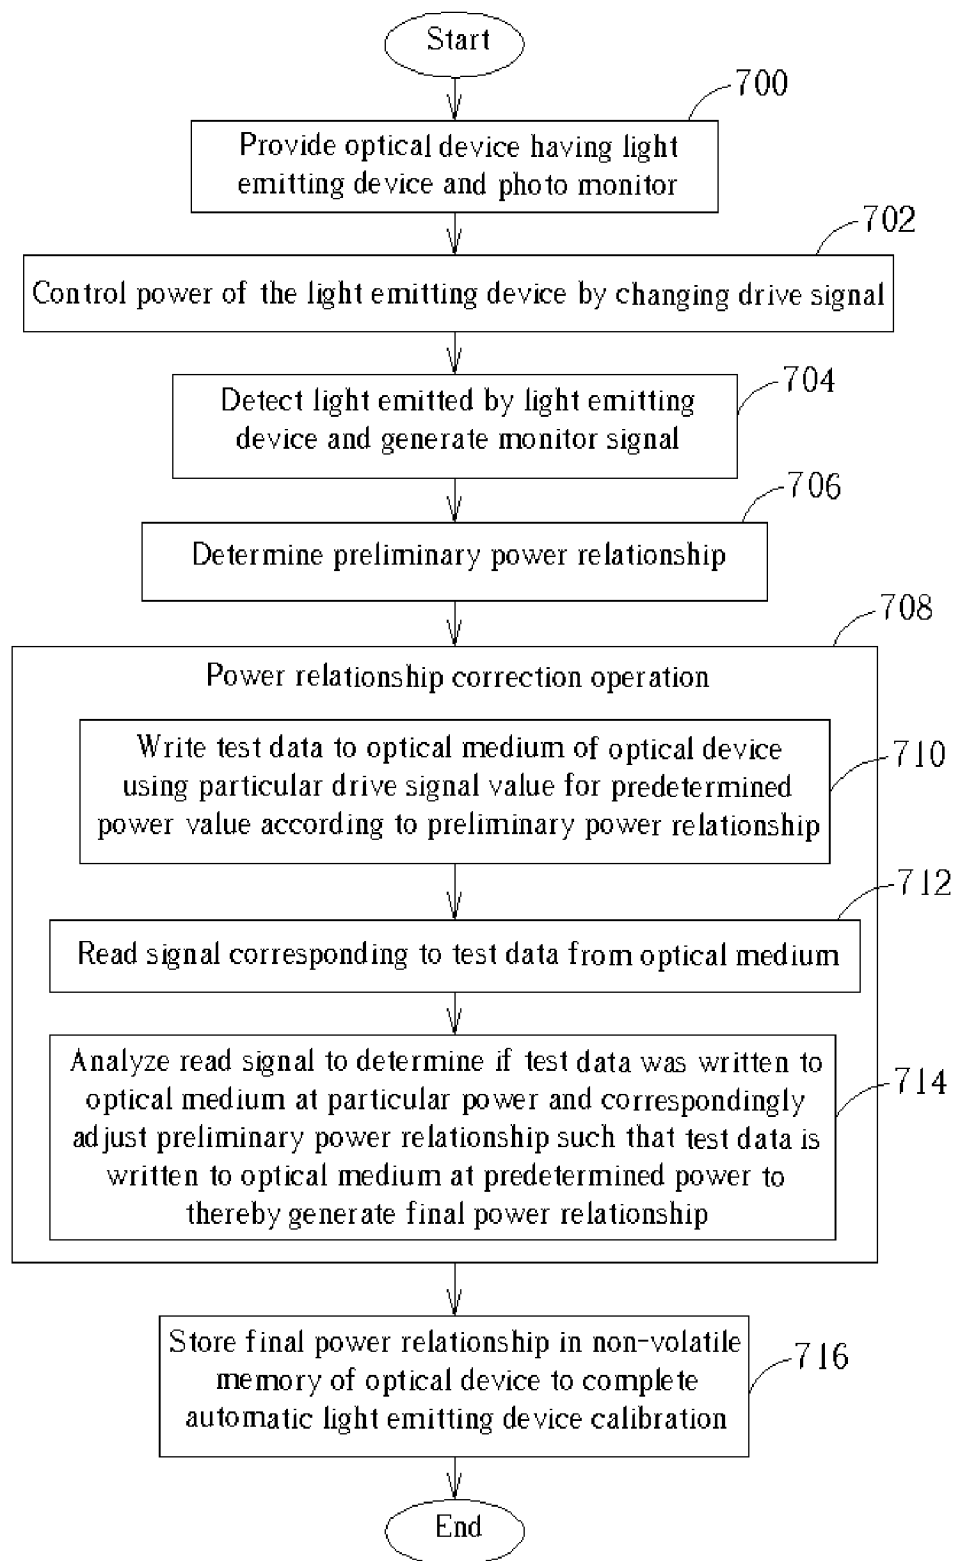 Start
700
Provide optical device having light
emitting device and photo monitor
702
Control power of the light emitting device by changing drive signal
704
Detect light emitted by light emitting
device and generate monitor signal
706
Determine preliminary power relationship
708
Power relationship correction operation
Write test data to optical medium of optical device
using particular drive signal value for predetermined
power value according to preliminary power relationship
710
712
Read signal corresponding to test data from optical medium
Analyze read signal to determine if test data was written to
optical medium at particular power and correspondingly
adjust preliminary power relationship such that test data is
written to optical medium at predetermined power to
thereby generate final power relationship
714
Store final power relationship in non-volatile
memory of optical device to complete
automatic light emitting device calibration
716
End